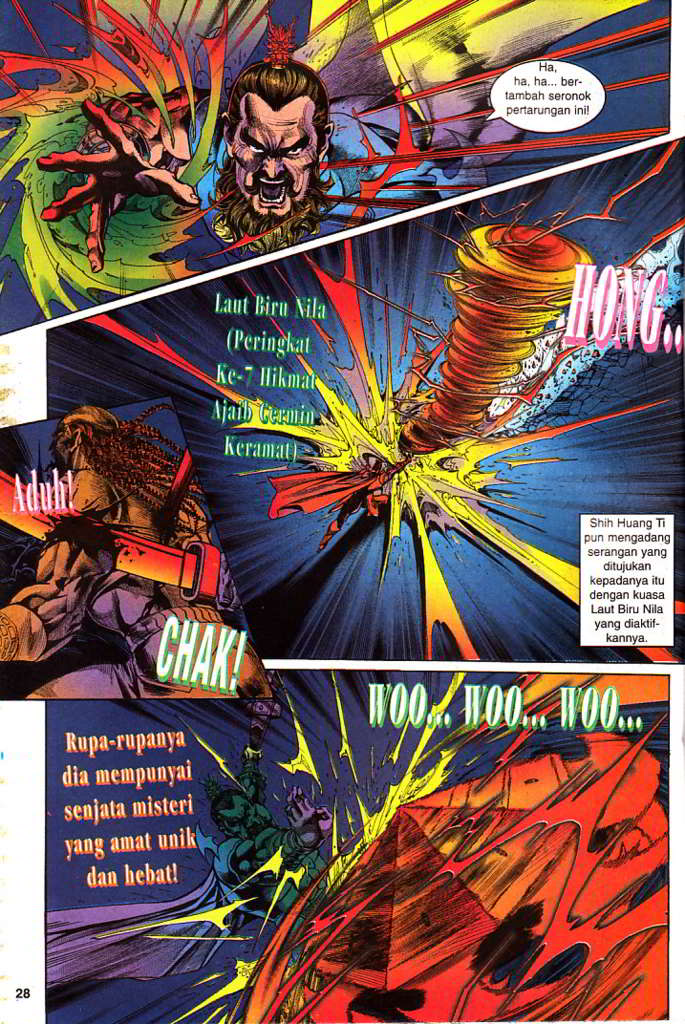 Ha,
ha, ha... ber-
tambah seronok
pertarungan ini!
Laut Biru Nila
(Peringkat
Ke-7 Hikmat
Ajaib Cermin
Keramat)
HONG..
Aduh!
CHAK!
Shih Huang Ti
pun mengadang
serangan yang
ditujukan
kepadanya itu
dengan kuasa
Laut Biru Nila
yang diaktif-
kannya.
WOO... WOO... WOO...
Rupa-rupanya
dia mempunyai
senjata misteri
yang amat unik
dan hebat!
28